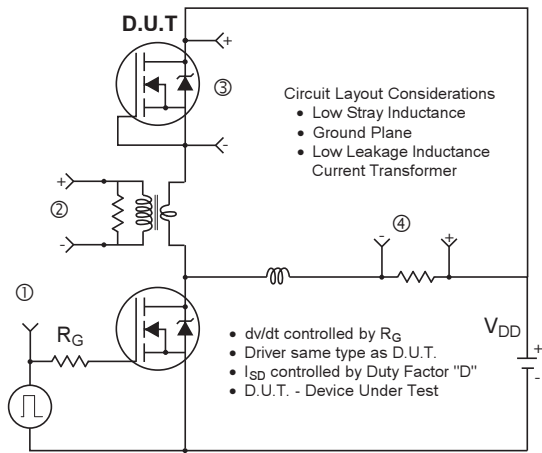 D.U.T
+
③
-
Circuit Layout Considerations
• Low Stray Inductance
• Ground Plane
• Low Leakage Inductance
Current Transformer
+
②
-
④
-
+
①
R_G
• dv/dt controlled by R_G
• Driver same type as D.U.T.
• I_SD controlled by Duty Factor "D"
• D.U.T. - Device Under Test
V_DD
+
-